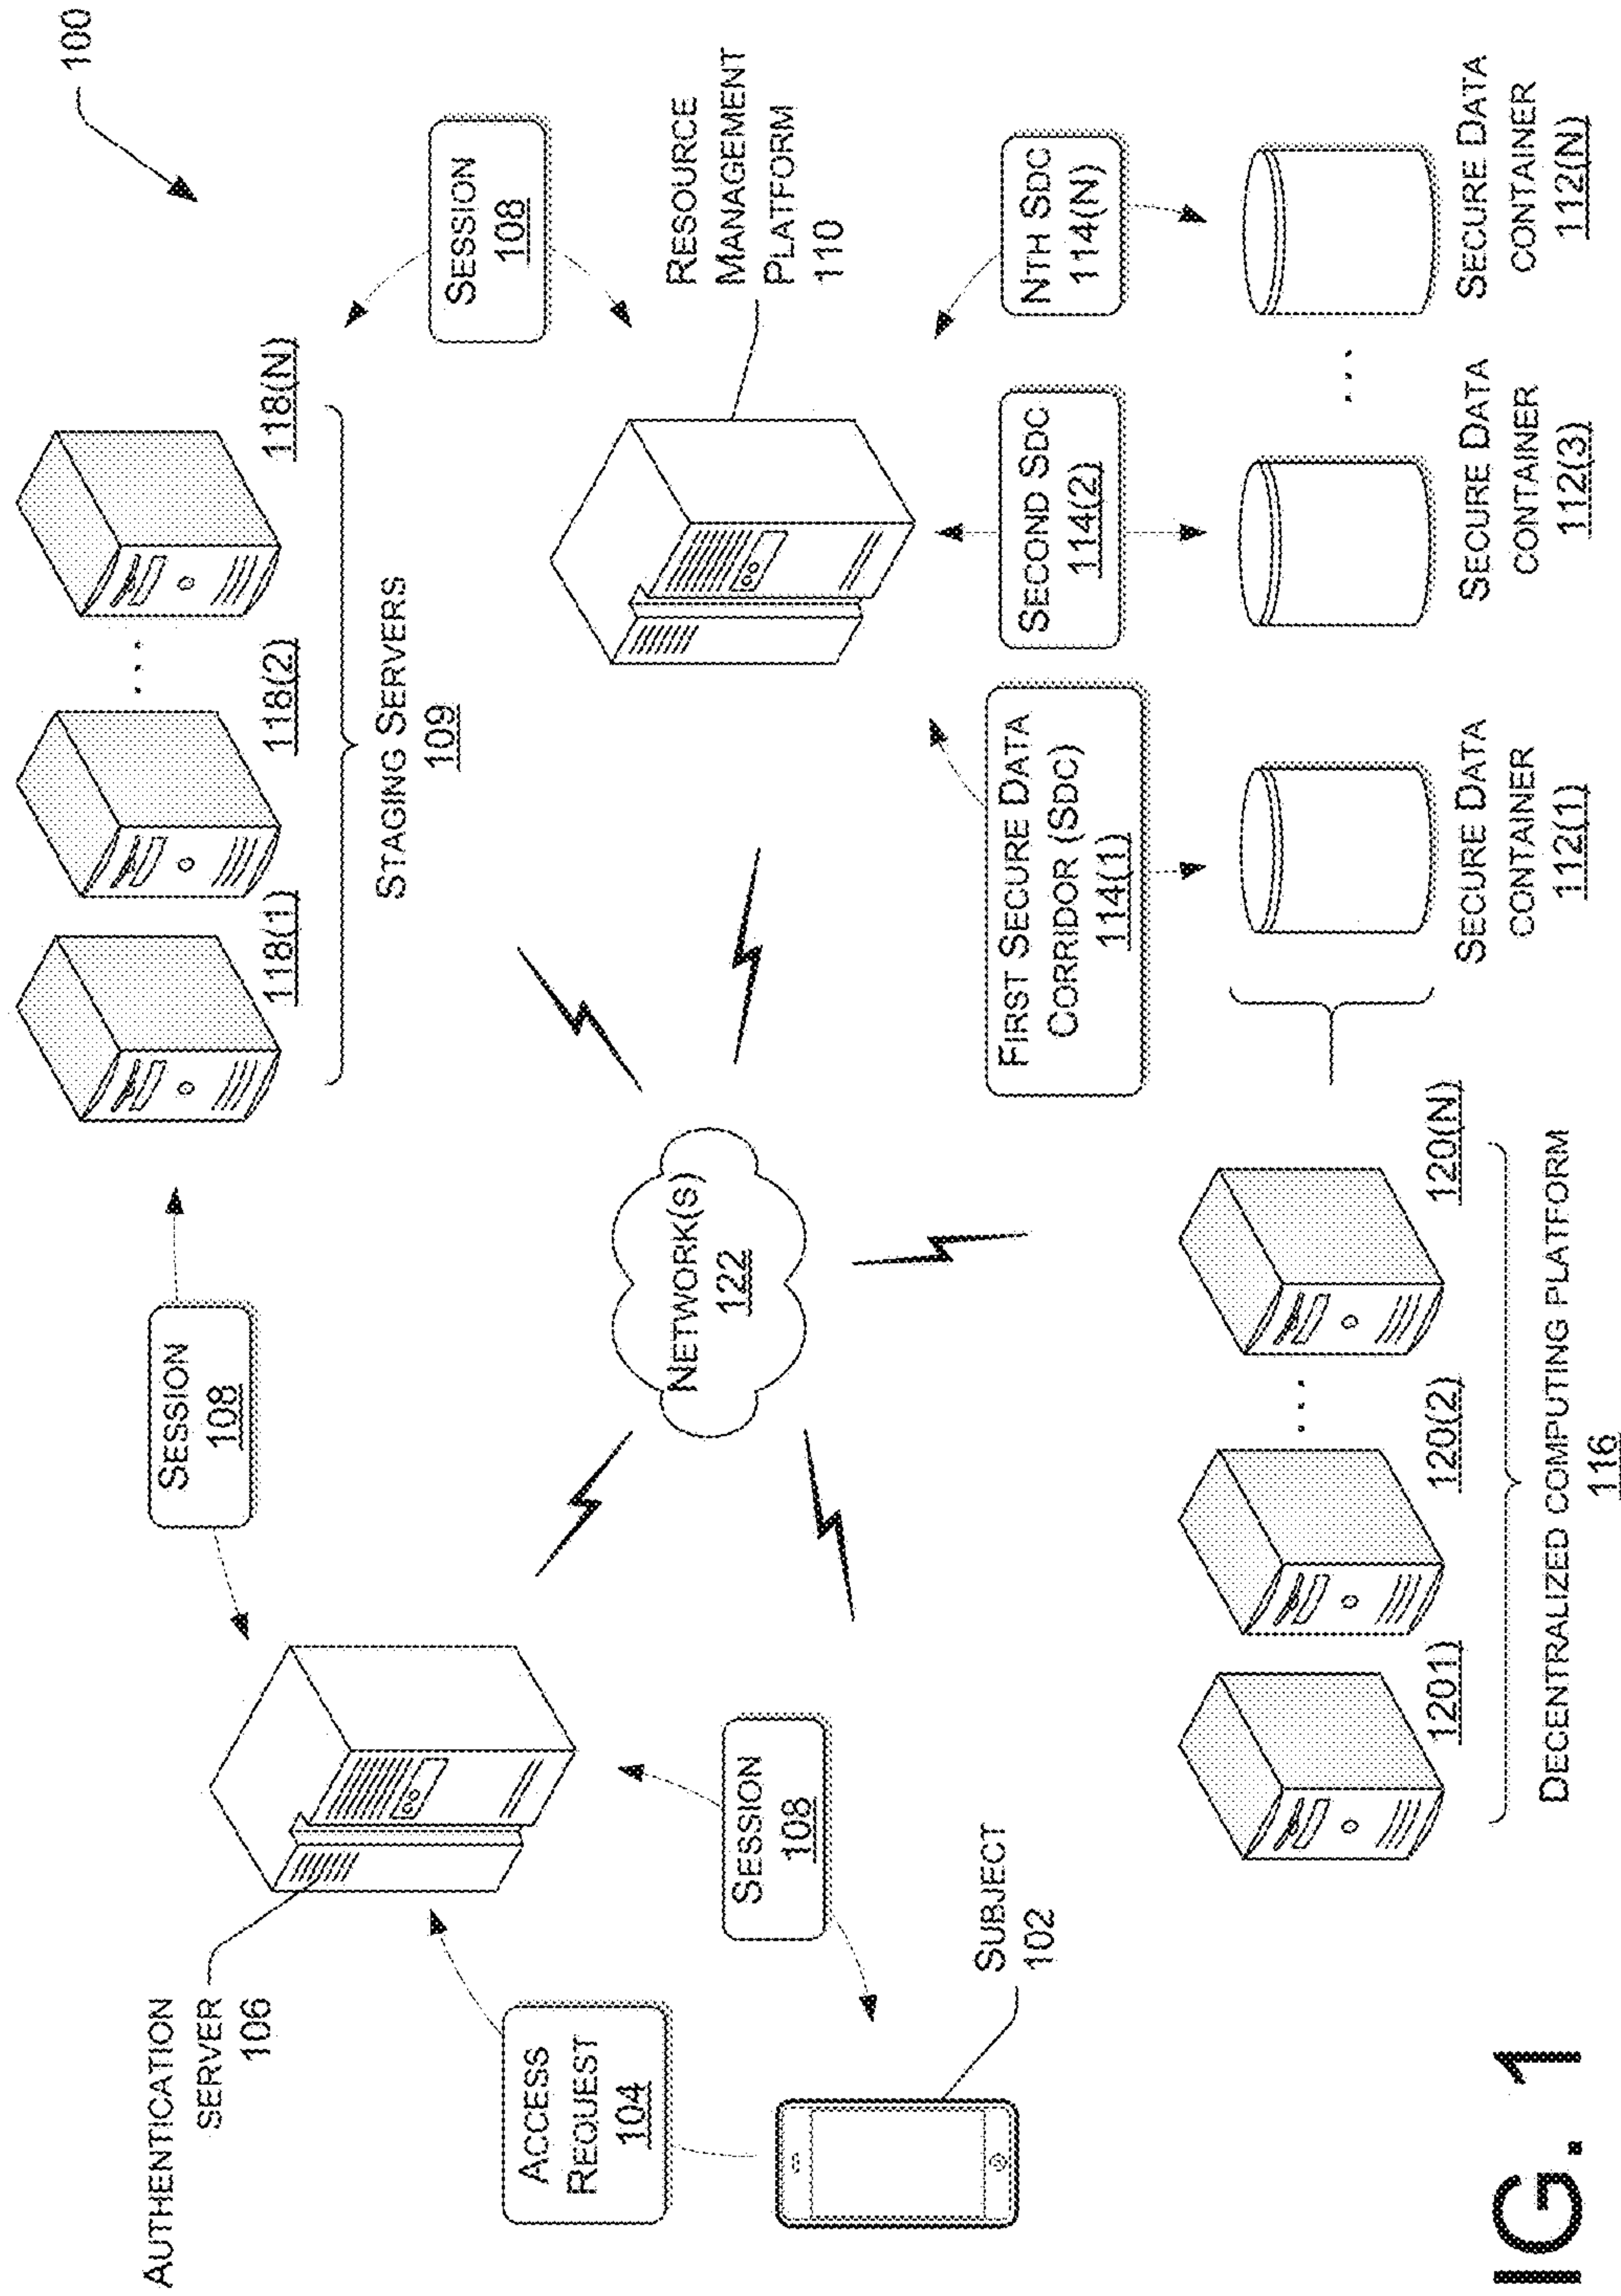 100
118(1)
118(2)
118(N)
STAGING SERVERS
109
SESSION
108
SESSION
108
AUTHENTICATION
SERVER
106
ACCESS
REQUEST
104
SESSION
108
SUBJECT
102
NETWORK(S)
122
RESOURCE
MANAGEMENT
PLATFORM
110
FIRST SECURE DATA
CORRIDOR (SDC)
114(1)
SECOND SDC
114(2)
NTH SDC
114(N)
SECURE DATA
CONTAINER
112(1)
SECURE DATA
CONTAINER
112(3)
SECURE DATA
CONTAINER
112(N)
...
...
...
1201)
120(2)
120(N)
DECENTRALIZED COMPUTING PLATFORM
116
IG. 1